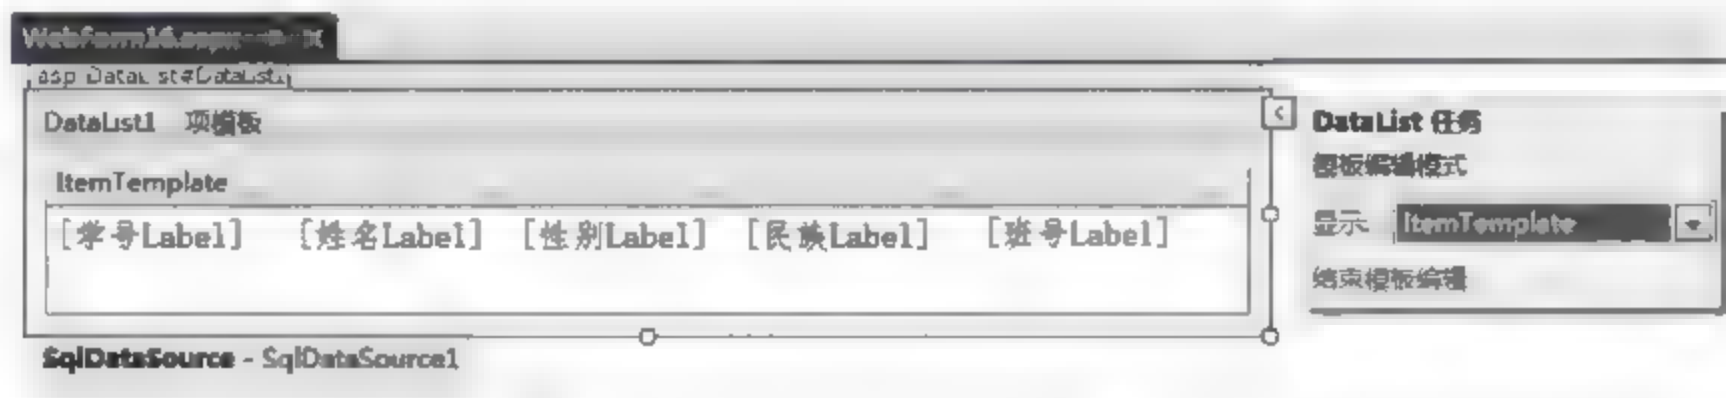 WebForm16.aspx
asp:DataList#DataList1
DataList1 - 项模板
ItemTemplate
[学号Label] [姓名Label] [性别Label] [民族Label] [班号Label]
SqlDataSource - SqlDataSource1
DataList 任务
模板编辑模式
显示: ItemTemplate
结束模板编辑